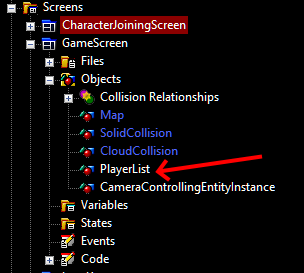 Screens
CharacterJoiningScreen
GameScreen
Files
Objects
Collision Relationships
Map
SolidCollision
CloudCollision
PlayerList
CameraControllingEntityInstance
Variables
States
Events
Code